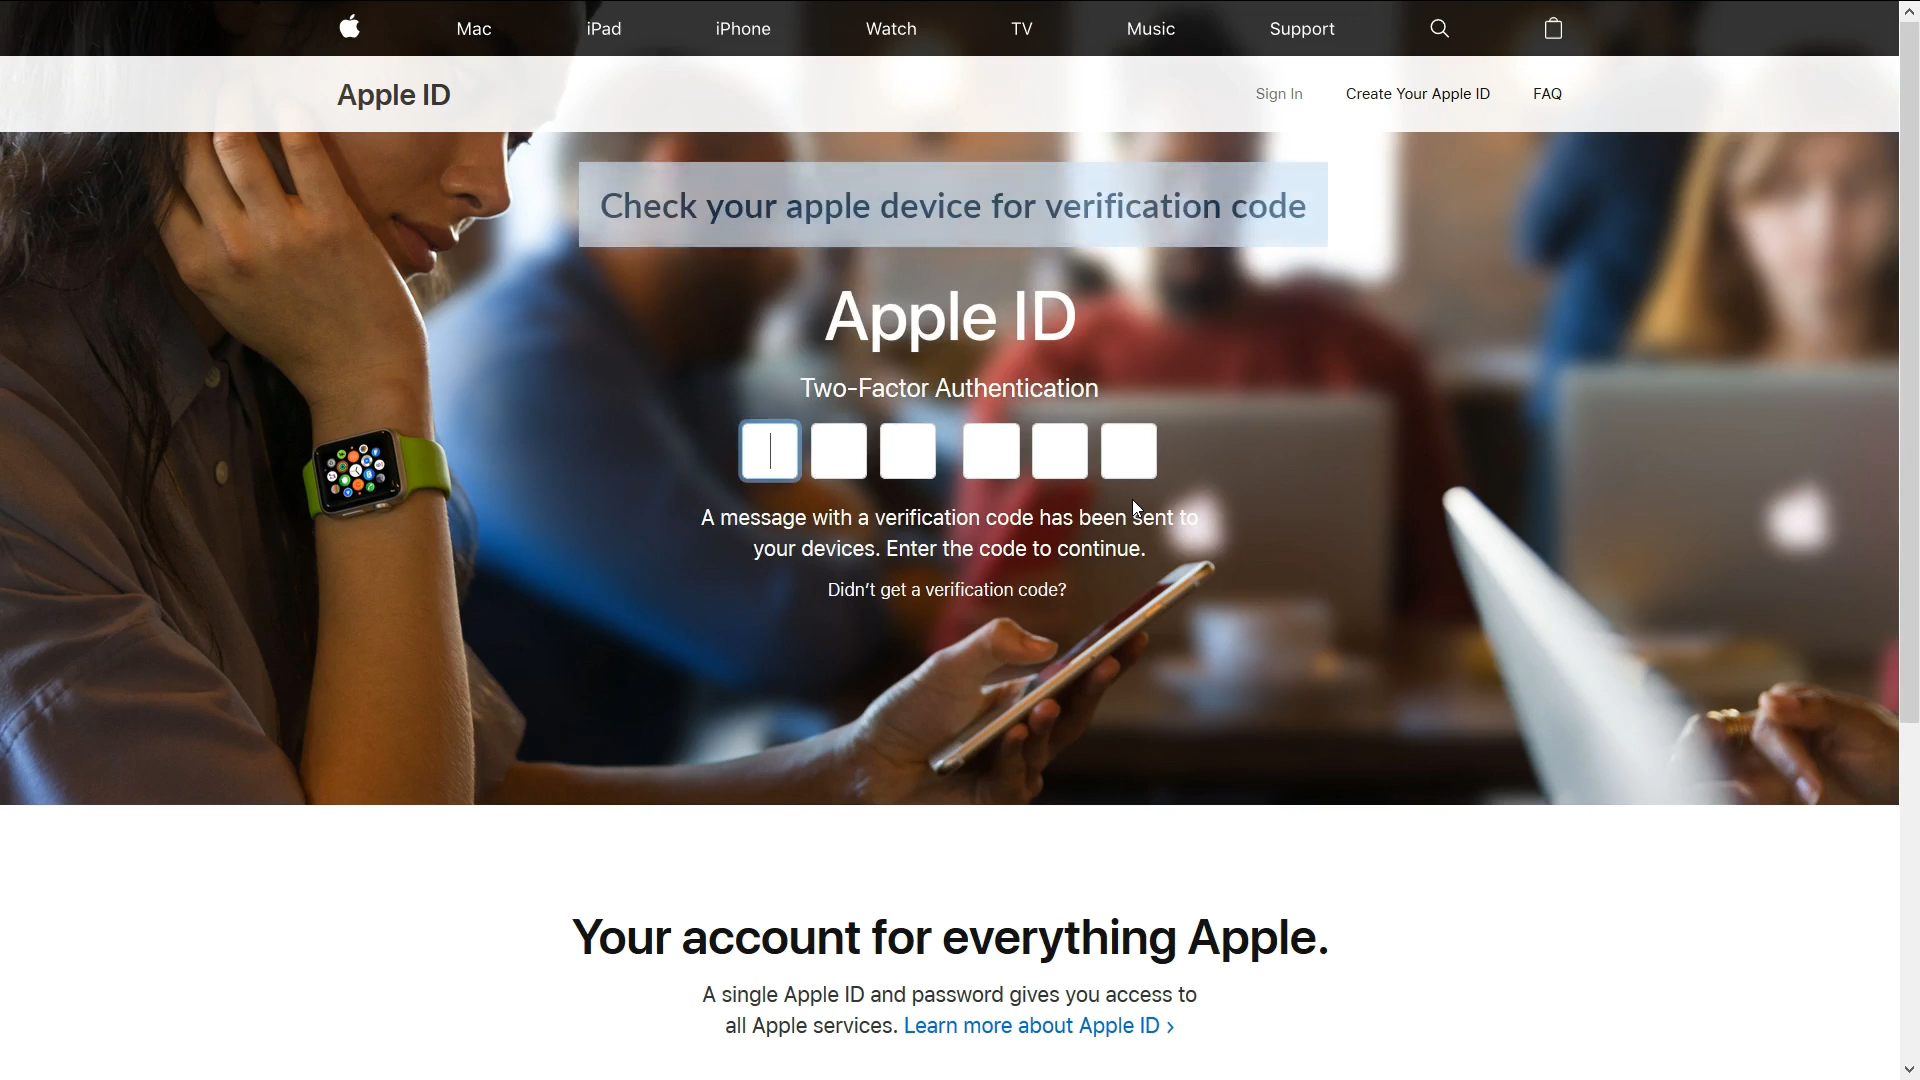 Mac iPad iPhone Watch TV Music Support
Apple ID
Sign In Create Your Apple ID FAQ
Check your apple device for verification code
Apple ID
Two-Factor Authentication
A message with a verification code has been sent to
your devices. Enter the code to continue.
Didn't get a verification code?
Your account for everything Apple.
A single Apple ID and password gives you access to
all Apple services. Learn more about Apple ID ›